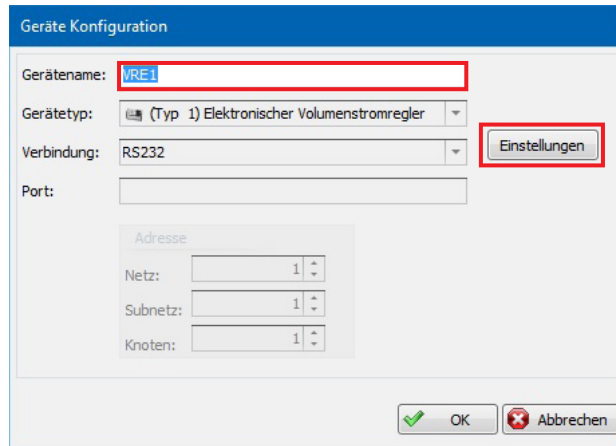 Geräte Konfiguration
Gerätename: VRE1
Gerätetyp: (Typ 1) Elektronischer Volumenstromregler
Verbindung: RS232 Einstellungen
Port:
Adresse
Netz: 1
Subnetz: 1
Knoten: 1
OK Abbrechen